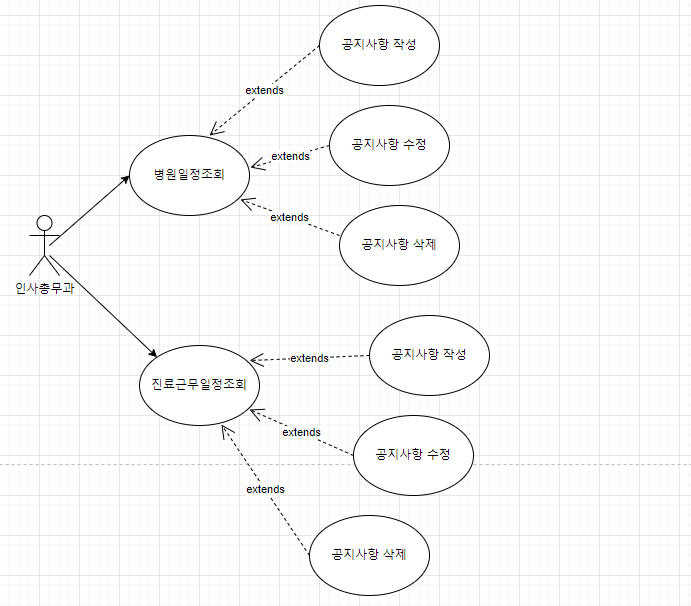 공지사항 작성
extends
공지사항 수정
extends
병원일정조회
extends
공지사항 삭제
인사총무과
공지사항 작성
extends
진료근무일정조회
extends
공지사항 수정
extends
공지사항 삭제